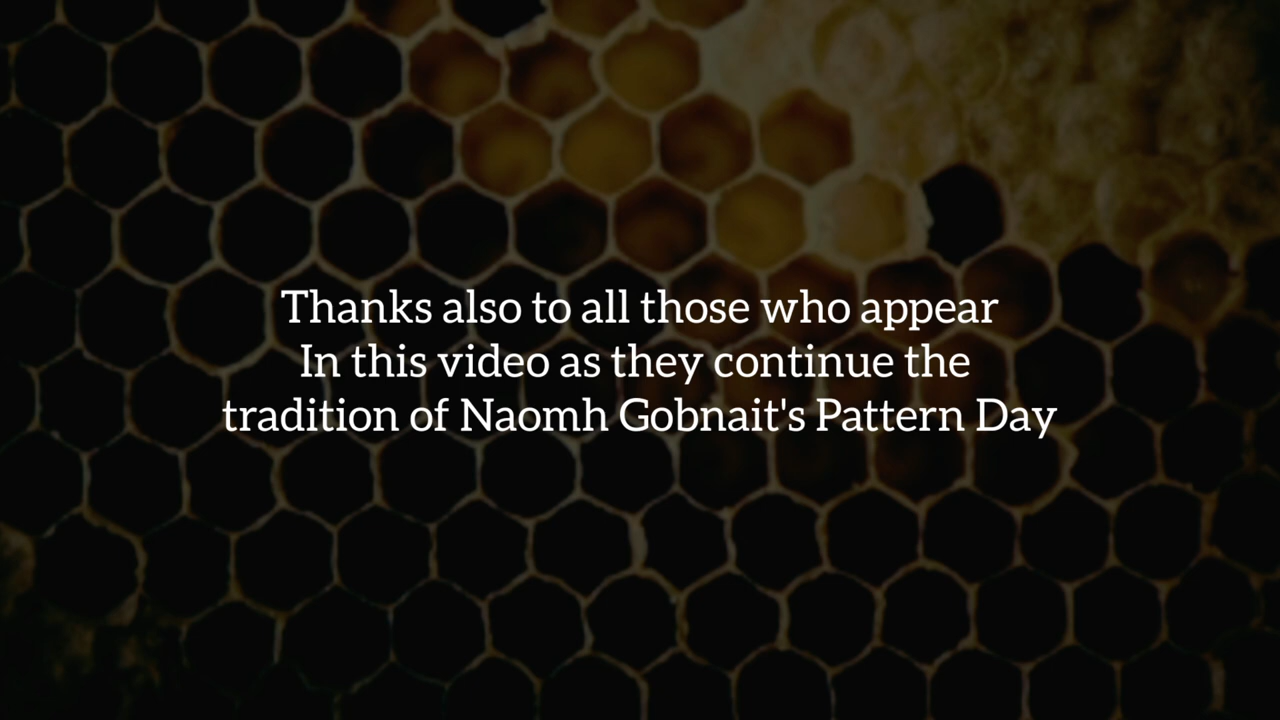 Thanks also to all those who appear
In this video as they continue the
tradition of Naomh Gobnait's Pattern Day